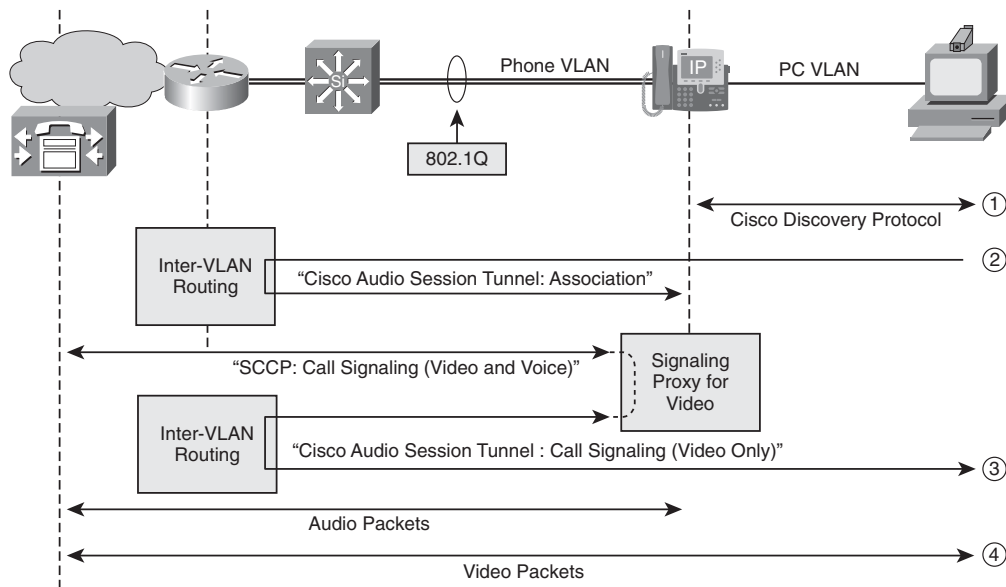 Si
Phone VLAN
IP
PC VLAN
802.1Q
1
Cisco Discovery Protocol
Inter-VLAN
Routing
2
“Cisco Audio Session Tunnel: Association”
“SCCP: Call Signaling (Video and Voice)”
Signaling
Proxy for
Video
Inter-VLAN
Routing
“Cisco Audio Session Tunnel : Call Signaling (Video Only)”
3
Audio Packets
4
Video Packets